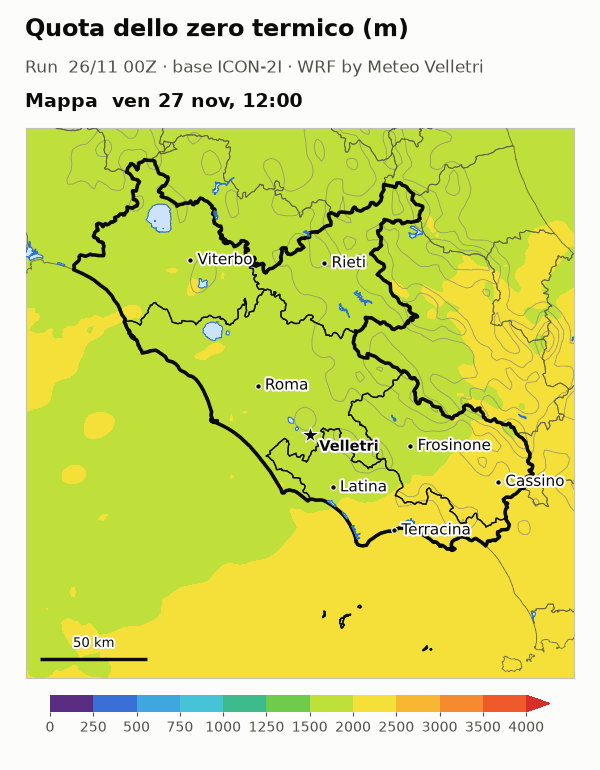 Quota dello zero termico (m)
Run  26/11 00Z · base ICON-2I · WRF by Meteo Velletri
Mappa  ven 27 nov, 12:00
Viterbo
Rieti
Roma
Velletri
Frosinone
Cassino
Latina
Terracina
50 km
0 250 500 750 1000 1250 1500 2000 2500 3000 3500 4000